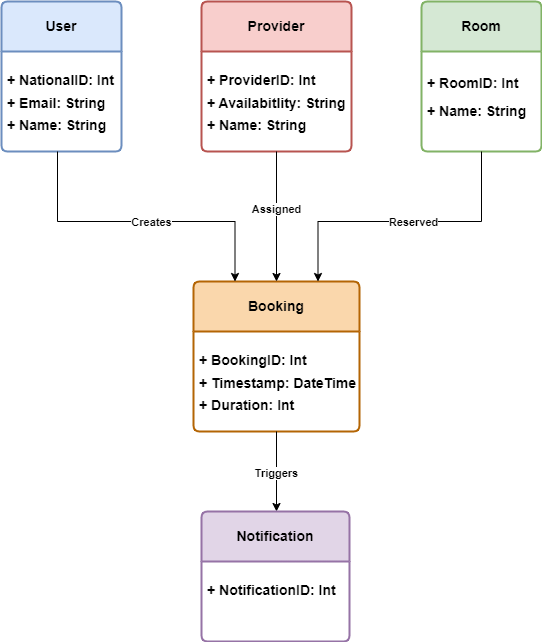 User
+ NationalID: Int
+ Email: String
+ Name: String
Provider
+ ProviderID: Int
+ Availabitlity: String
+ Name: String
Room
+ RoomID: Int
+ Name: String
Creates
Assigned
Reserved
Booking
+ BookingID: Int
+ Timestamp: DateTime
+ Duration: Int
Triggers
Notification
+ NotificationID: Int